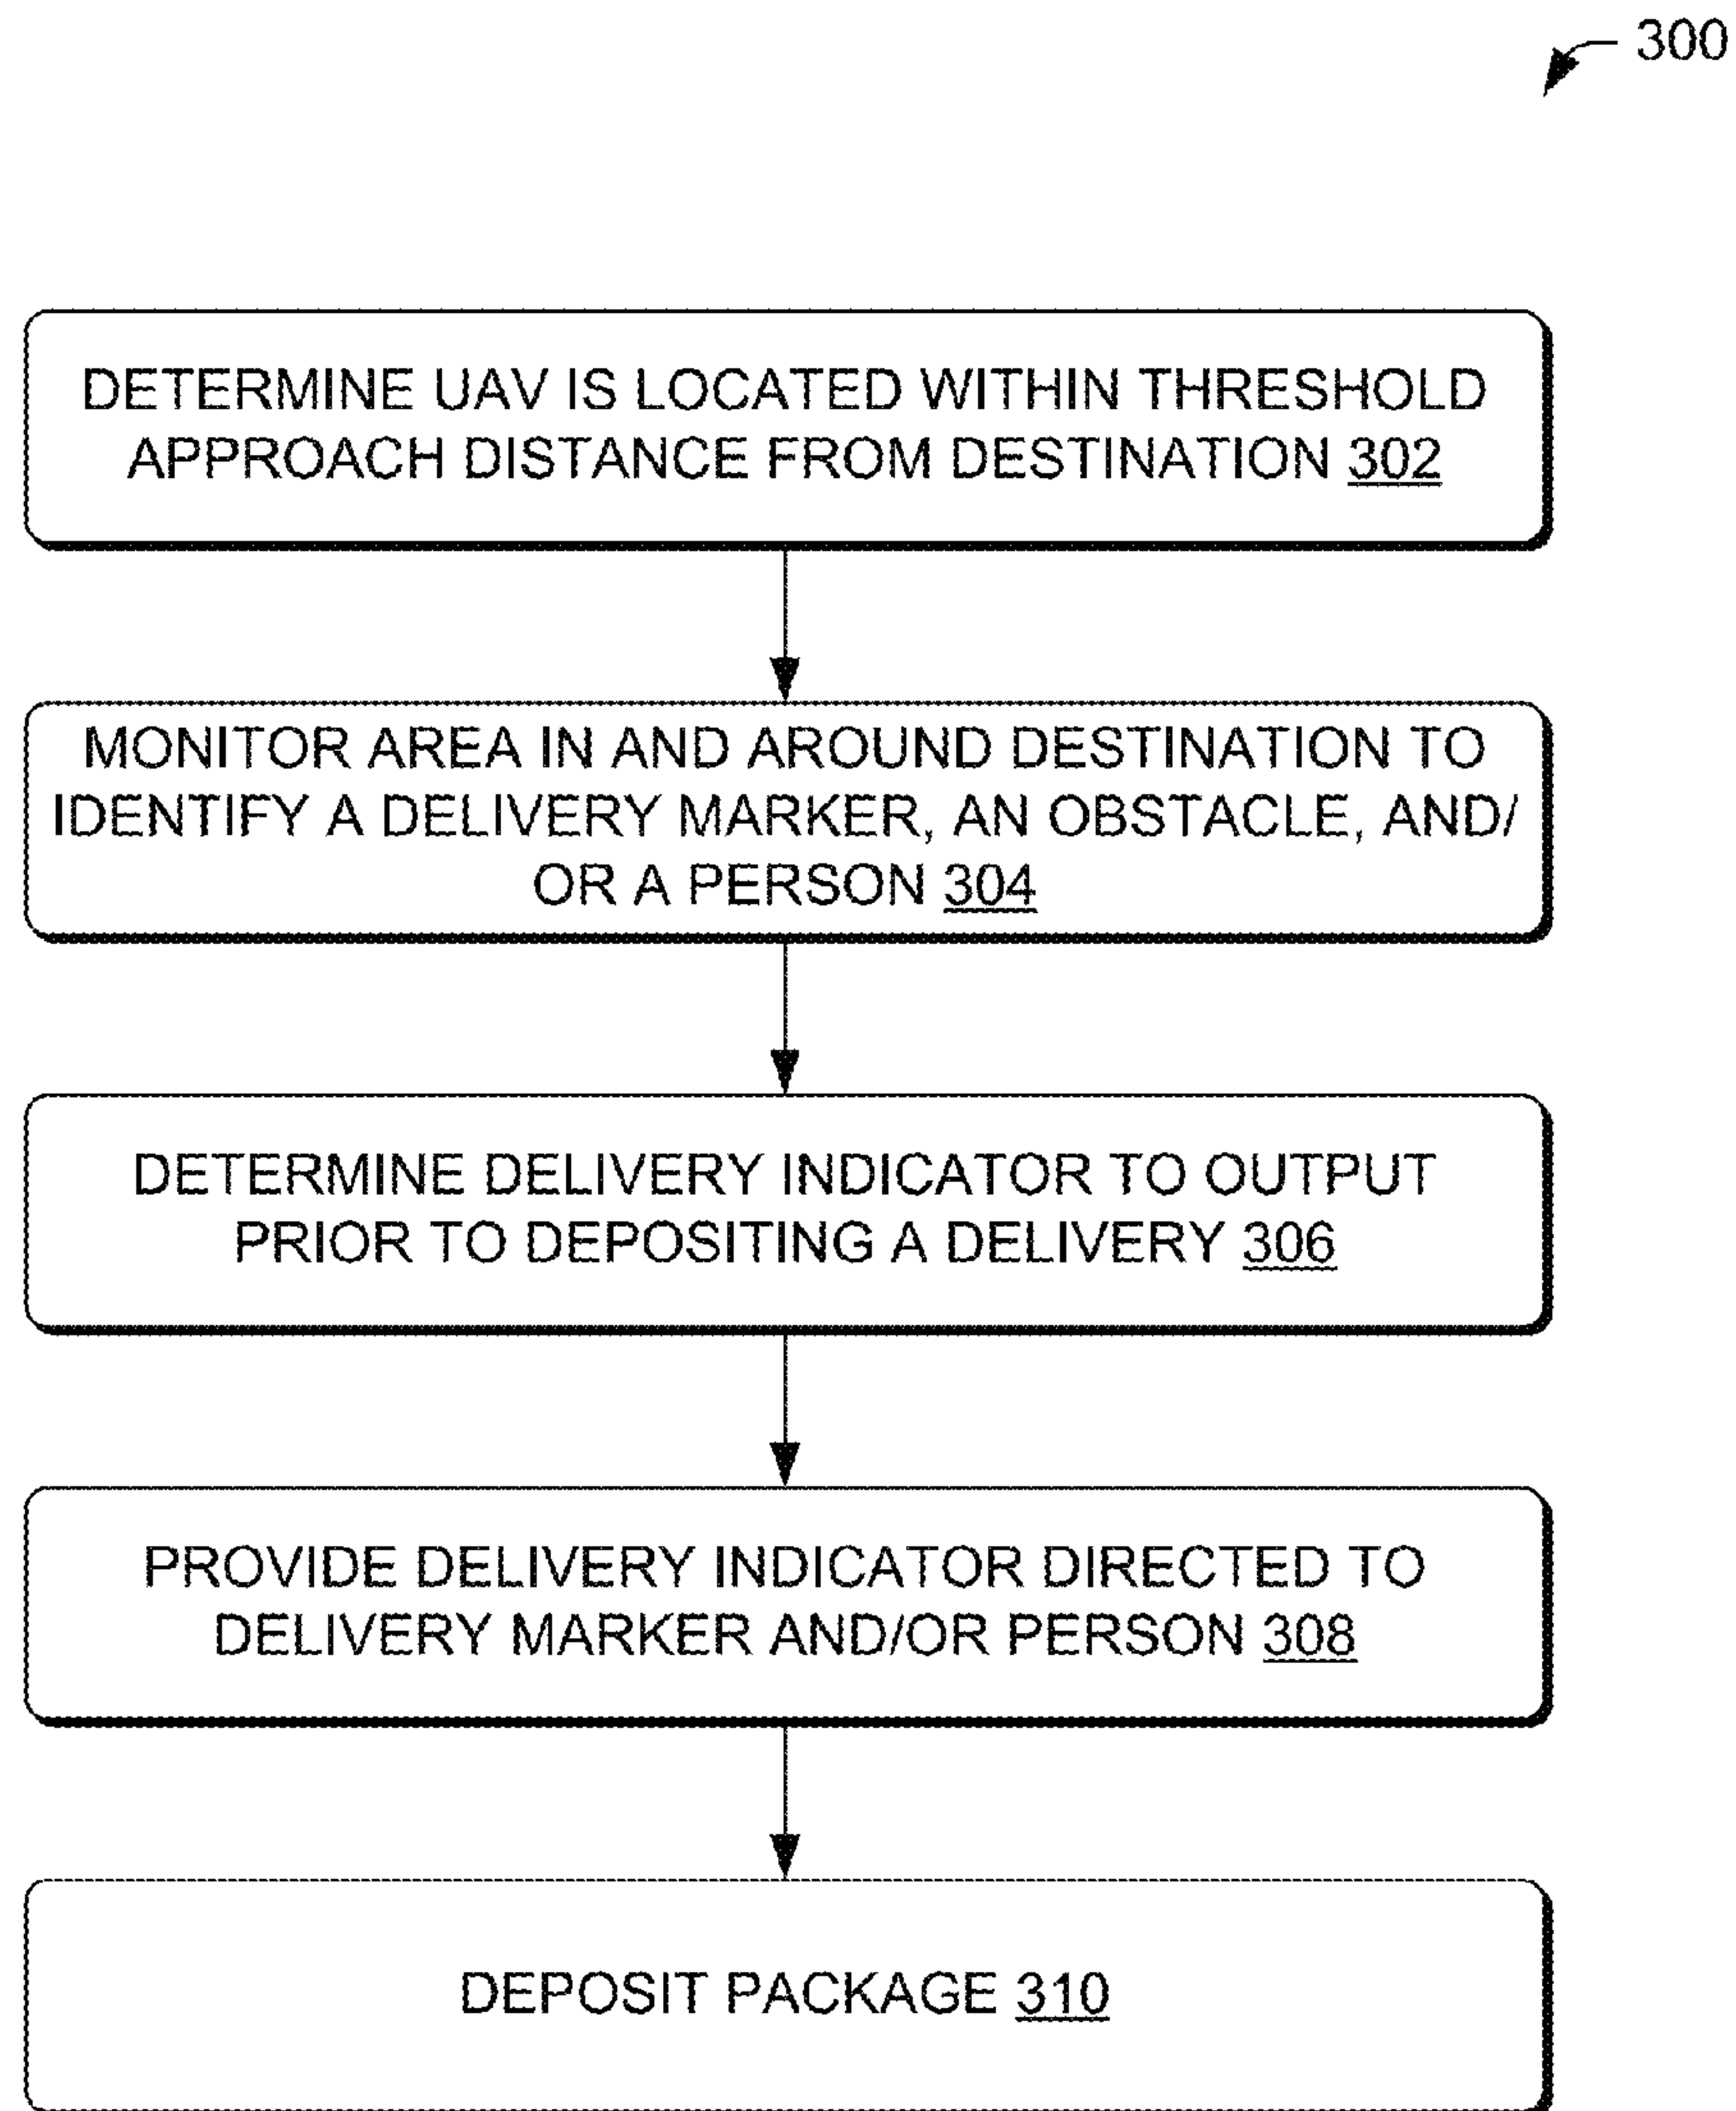 300
DETERMINE UAV IS LOCATED WITHIN THRESHOLD
APPROACH DISTANCE FROM DESTINATION 302
MONITOR AREA IN AND AROUND DESTINATION TO
IDENTIFY A DELIVERY MARKER, AN OBSTACLE, AND/
OR A PERSON 304
DETERMINE DELIVERY INDICATOR TO OUTPUT
PRIOR TO DEPOSITING A DELIVERY 306
PROVIDE DELIVERY INDICATOR DIRECTED TO
DELIVERY MARKER AND/OR PERSON 308
DEPOSIT PACKAGE 310